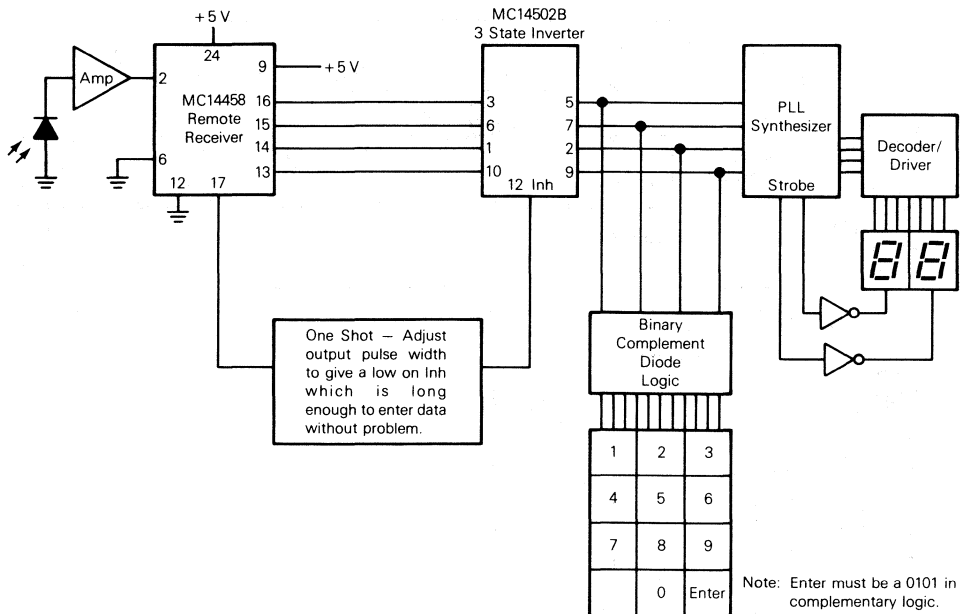 MC14502B
3 State Inverter
+5 V
24
9
+5 V
Amp
2
MC14458
Remote
Receiver
16
15
14
13
6
12
17
3
6
1
10
5
7
2
9
12 Inh
PLL
Synthesizer
Strobe
Decoder/
Driver
8 8
One Shot — Adjust
output pulse width
to give a low on Inh
which is long
enough to enter data
without problem.
Binary
Complement
Diode
Logic
1 2 3
4 5 6
7 8 9
0 Enter
Note: Enter must be a 0101 in
complementary logic.